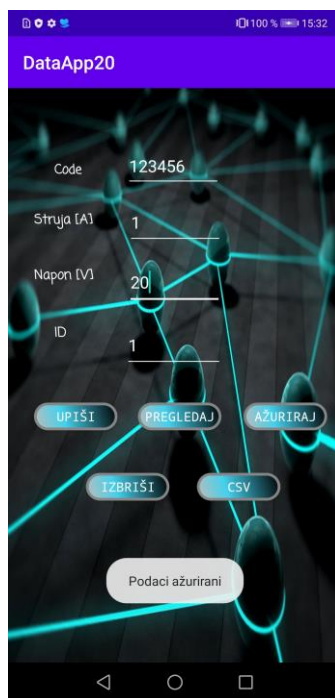 100 % 15:32
DataApp20
Code 123456
Struja [A] 1
Napon [V] 20
ID
1
UPIŠI PREGLEDAJ AŽURIRAJ
IZBRIŠI CSV
Podaci ažurirani